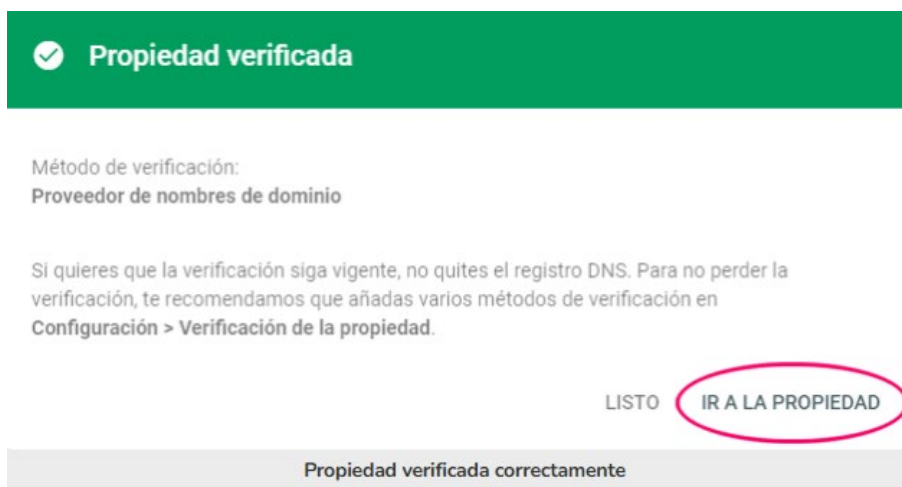 Propiedad verificada
Método de verificación:
Proveedor de nombres de dominio
Si quieres que la verificación siga vigente, no quites el registro DNS. Para no perder la
verificación, te recomendamos que añadas varios métodos de verificación en
Configuración > Verificación de la propiedad.
LISTO IR A LA PROPIEDAD
Propiedad verificada correctamente